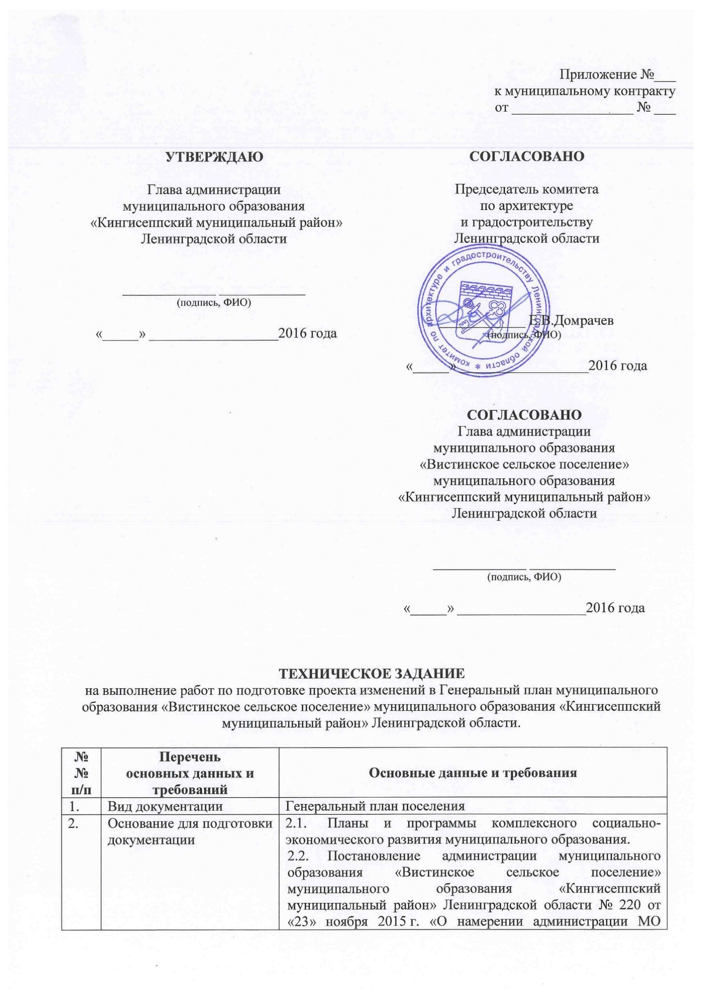 Приложение №___
к муниципальному контракту
от _________________ № ___
УТВЕРЖДАЮ
Глава администрации
муниципального образования
«Кингисеппский муниципальный район»
Ленинградской области
_____________ ____________
(подпись, ФИО)
«_____» __________________2016 года
СОГЛАСОВАНО
Председатель комитета
по архитектуре
и градостроительству
Ленинградской области
комитет по архитектуре и градостроительству Ленинградской области *
____________ Е.В.Домрачев
(подпись, ФИО)
«_____» __________________2016 года
СОГЛАСОВАНО
Глава администрации
муниципального образования
«Вистинское сельское поселение»
муниципального образования
«Кингисеппский муниципальный район»
Ленинградской области
_____________ ____________
(подпись, ФИО)
«_____» __________________2016 года
ТЕХНИЧЕСКОЕ ЗАДАНИЕ
на выполнение работ по подготовке проекта изменений в Генеральный план муниципального
образования «Вистинское сельское поселение» муниципального образования «Кингисеппский
муниципальный район» Ленинградской области.
№
№
п/п
Перечень
основных данных и
требований
Основные данные и требования
1.
Вид документации
Генеральный план поселения
2.
Основание для подготовки
документации
2.1. Планы и программы комплексного социально-
экономического развития муниципального образования.
2.2. Постановление администрации муниципального
образования «Вистинское сельское поселение»
муниципального образования «Кингисеппский
муниципальный район» Ленинградской области № 220 от
«23» ноября 2015 г. «О намерении администрации МО